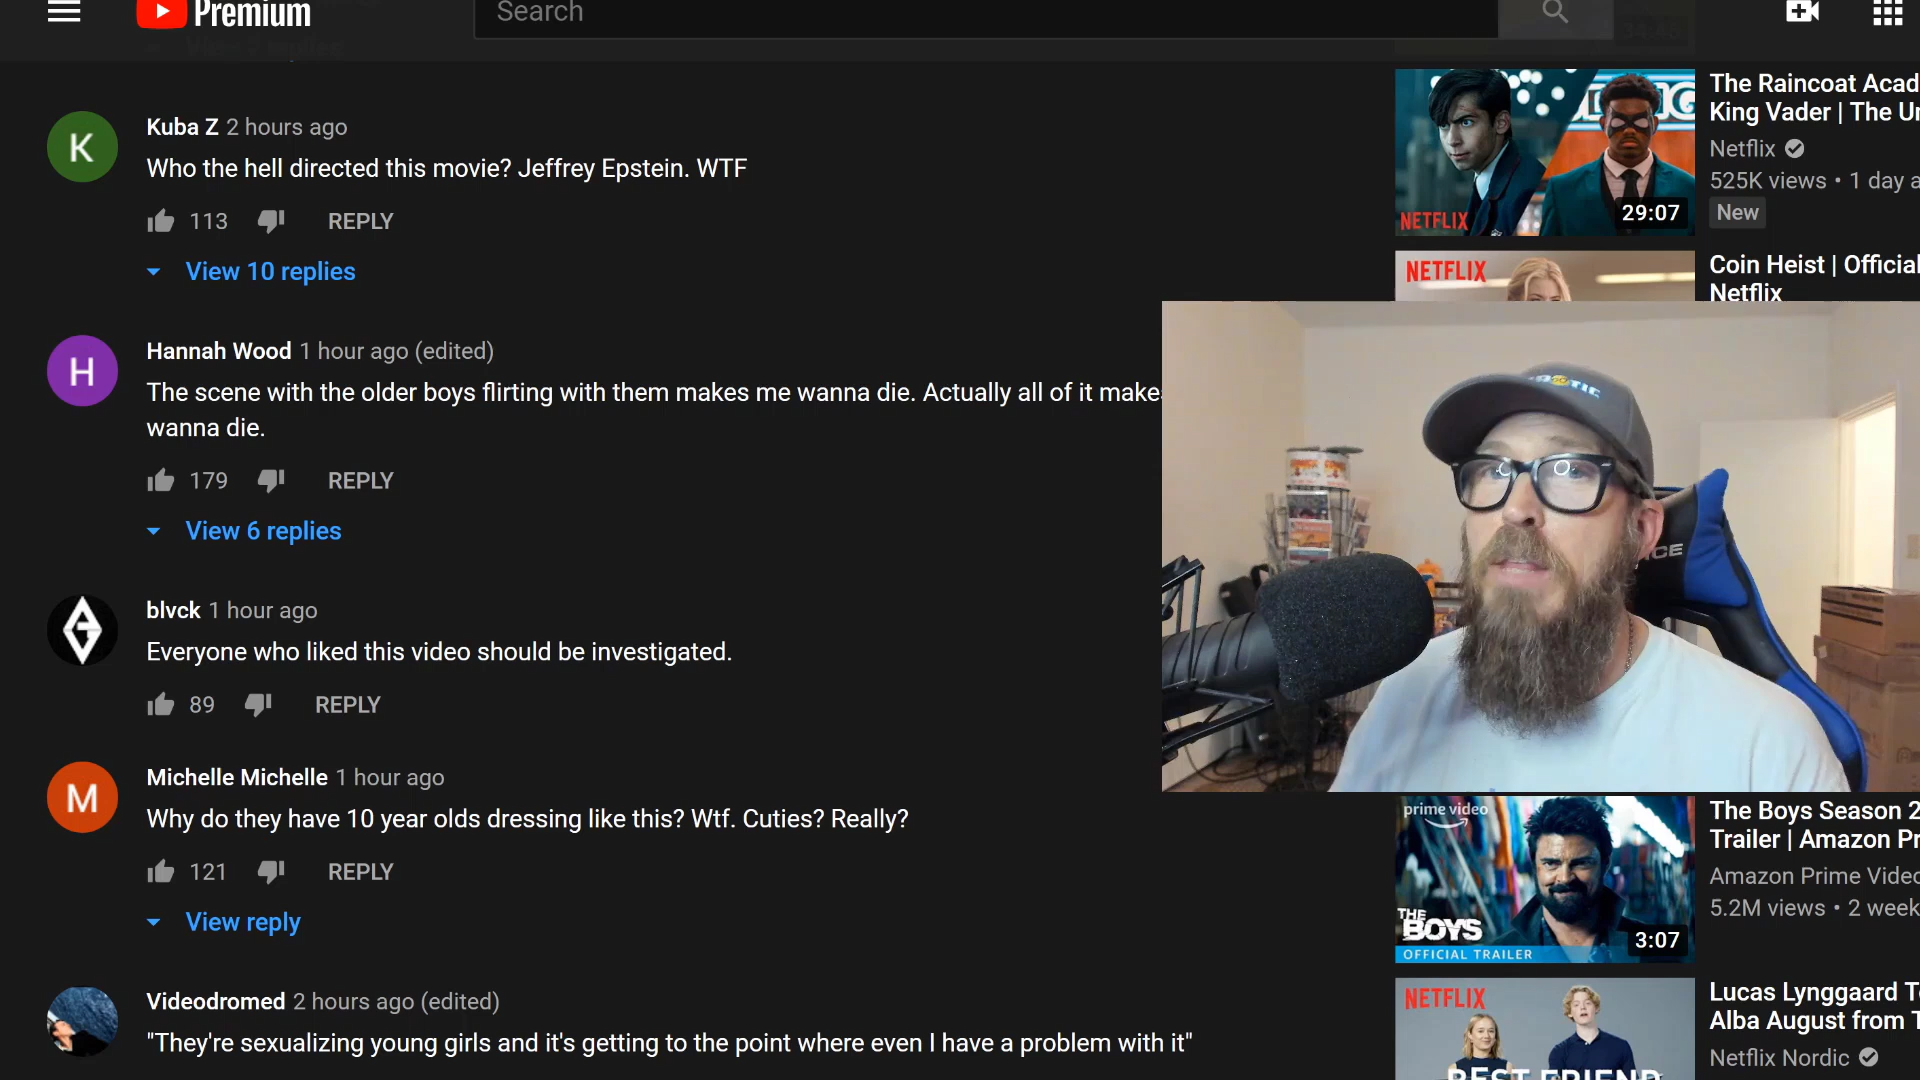 Premium
Search
Kuba Z 2 hours ago
Who the hell directed this movie? Jeffrey Epstein. WTF
113 REPLY
View 10 replies
Hannah Wood 1 hour ago (edited)
The scene with the older boys flirting with them makes me wanna die. Actually all of it make
wanna die.
179 REPLY
View 6 replies
blvck 1 hour ago
Everyone who liked this video should be investigated.
89 REPLY
Michelle Michelle 1 hour ago
Why do they have 10 year olds dressing like this? Wtf. Cuties? Really?
121 REPLY
View reply
Videodromed 2 hours ago (edited)
"They're sexualizing young girls and it's getting to the point where even I have a problem with it"
K
H
M
NETFLIX
29:07
The Raincoat Acad
King Vader | The U
Netflix
525K views • 1 day a
New
NETFLIX
Coin Heist | Official
Netflix
prime video
THE
BOYS
OFFICIAL TRAILER
3:07
The Boys Season 2
Trailer | Amazon Pr
Amazon Prime Video
5.2M views • 2 week
NETFLIX
BEST FRIEND
Lucas Lynggaard T
Alba August from T
Netflix Nordic